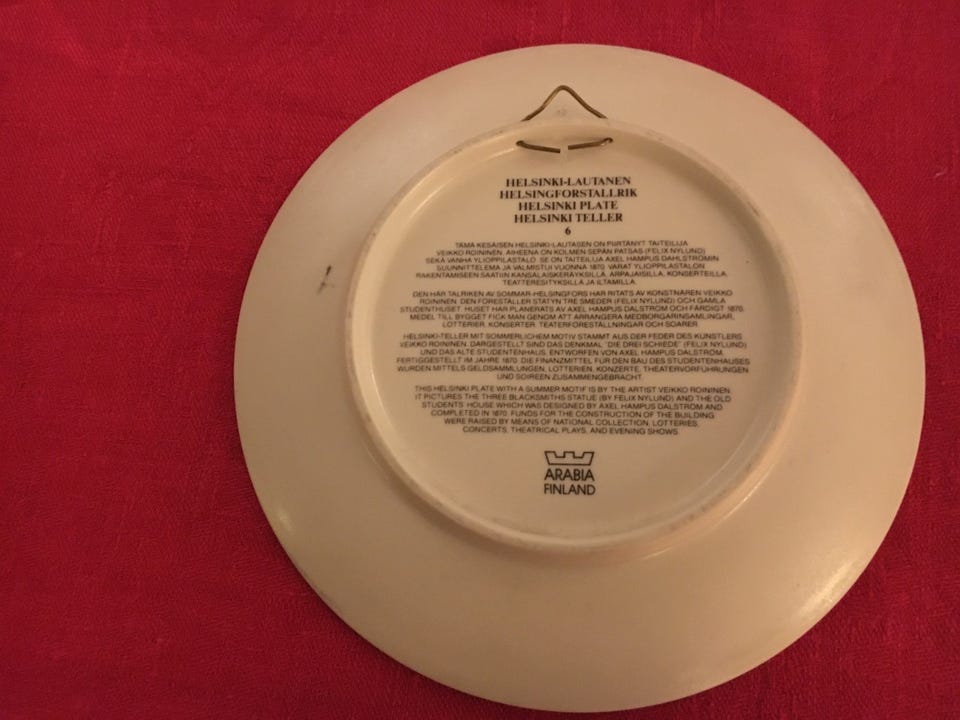 HELSINKI-LAUTANEN
HELSINGFORSTALLRIK
HELSINKI PLATE
HELSINKI TELLER
6
TÄMÄ KESÄISEN HELSINKI-LAUTASEN ON PIIRTÄNYT TAITEILIJA
VEIKKO ROININEN. AIHEENA ON KOLMEN SEPÄN PATSAS (FELIX NYLUND)
SEKÄ VANHA YLIOPPILASTALO. SE ON TAITEILIJA AXEL HAMPUS DAHLSTRÖMIN
SUUNNITTELEMA JA VALMISTUI VUONNA 1870. VARAT YLIOPPILASTALON
RAKENTAMISEEN SAATIIN KANSALAISKERÄYKSILLÄ, ARPAJAISILLA, KONSERTEILLA,
TEATTERIESITYKSILLÄ JA ILTAMILLA.
DEN HÄR TALRIKEN AV SOMMAR-HELSINGFORS HAR RITATS AV KONSTNÄREN VEIKKO
ROININEN. DEN FÖRESTÄLLER STATYN TRE SMEDER (FELIX NYLUND) OCH GAMLA
STUDENTHUSET. HUSET HAR PLANERATS AV AXEL HAMPUS DALSTRÖM OCH FÄRDIGT 1870.
MEDEL TILL BYGGET FICK MAN GENOM ATT ARRANGERA MEDBORGARINSAMLINGAR,
LOTTERIER, KONSERTER, TEATERFÖRESTÄLLNINGAR OCH SOARÉER.
HELSINKI-TELLER MIT SOMMERLICHEM MOTIV STAMMT AUS DER FEDER DES KÜNSTLERS
VEIKKO ROININEN. DARGESTELLT SIND DAS DENKMAL "DIE DREI SCHIEDE" (FELIX NYLUND)
UND DAS ALTE STUDENTENHAUS, ENTWORFEN VON AXEL HAMPUS DALSTRÖM,
FERTIGGESTELLT IM JAHRE 1870. DIE FINANZMITTEL FÜR DEN BAU DES STUDENTENHAUSES
WURDEN MITTELS GELDSAMMLUNGEN, LOTTERIEN, KONZERTE, THEATERVORFÜHRUNGEN
UND SOIREEN ZUSAMMENGEBRACHT.
THIS HELSINKI PLATE WITH A SUMMER MOTIF IS BY THE ARTIST VEIKKO ROININEN.
IT PICTURES THE THREE BLACKSMITHS STATUE (BY FELIX NYLUND) AND THE OLD
STUDENTS' HOUSE WHICH WAS DESIGNED BY AXEL HAMPUS DALSTRÖM AND
COMPLETED IN 1870. FUNDS FOR THE CONSTRUCTION OF THE BUILDING
WERE RAISED BY MEANS OF NATIONAL COLLECTION, LOTTERIES,
CONCERTS, THEATRICAL PLAYS, AND EVENING SHOWS.
ARABIA
FINLAND